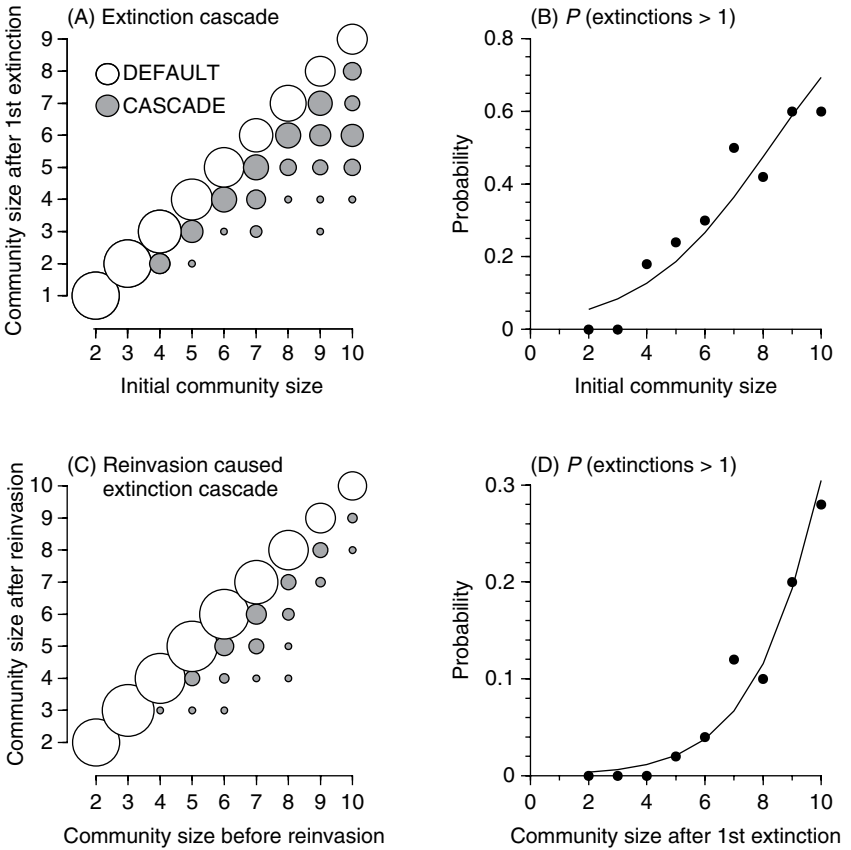 (A) Extinction cascade
Community size after 1st extinction
9
8
7
6
5
4
3
2
1
DEFAULT
CASCADE
2 3 4 5 6 7 8 9 10
Initial community size
(B) P (extinctions > 1)
Probability
0.8
0.6
0.4
0.2
0
0 2 4 6 8 10
Initial community size
(C) Reinvasion caused
extinction cascade
Community size after reinvasion
10
9
8
7
6
5
4
3
2
2 3 4 5 6 7 8 9 10
Community size before reinvasion
(D) P (extinctions > 1)
Probability
0.3
0.2
0.1
0
0 2 4 6 8 10
Community size after 1st extinction